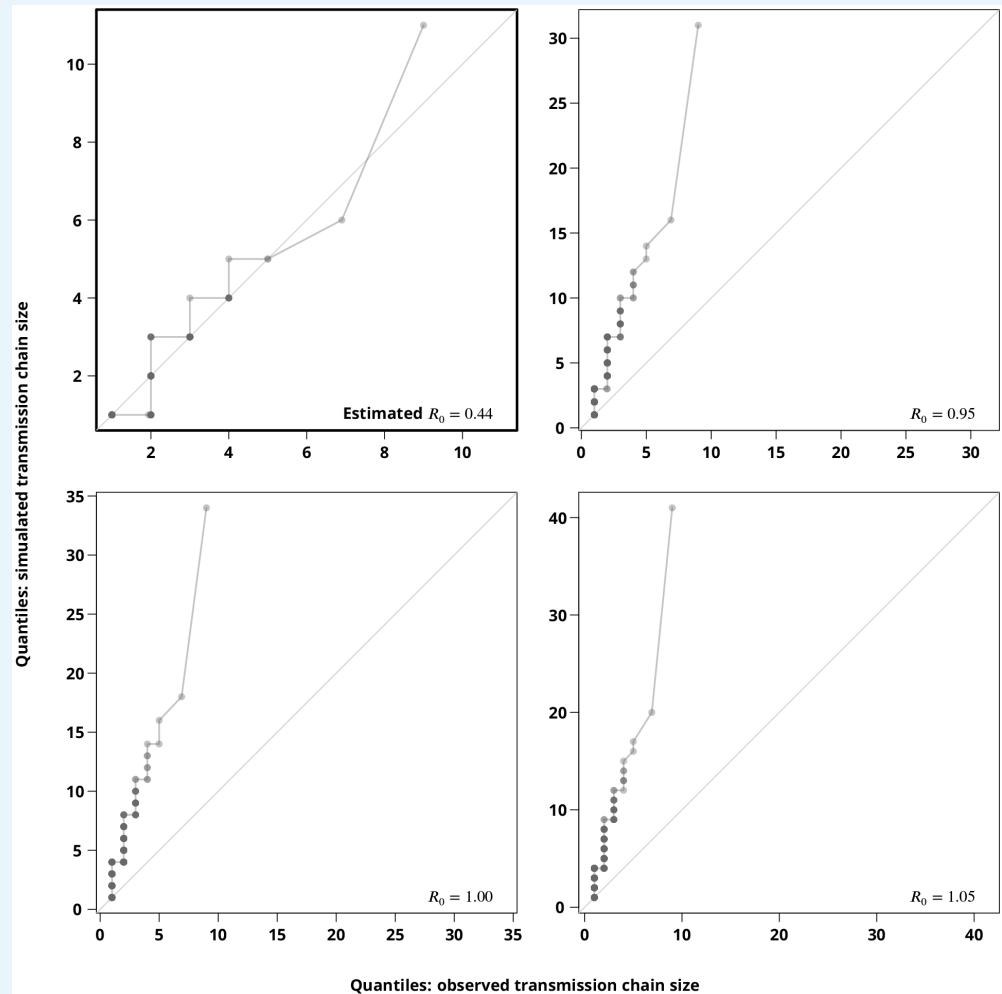 10
8
6
4
2
Estimated R0 = 0.44
2 4 6 8 10
30
25
20
15
10
5
0
R0 = 0.95
0 5 10 15 20 25 30
Quantiles: simualated transmission chain size
35
30
25
20
15
10
5
0
R0 = 1.00
0 5 10 15 20 25 30 35
40
30
20
10
0
R0 = 1.05
0 10 20 30 40
Quantiles: observed transmission chain size